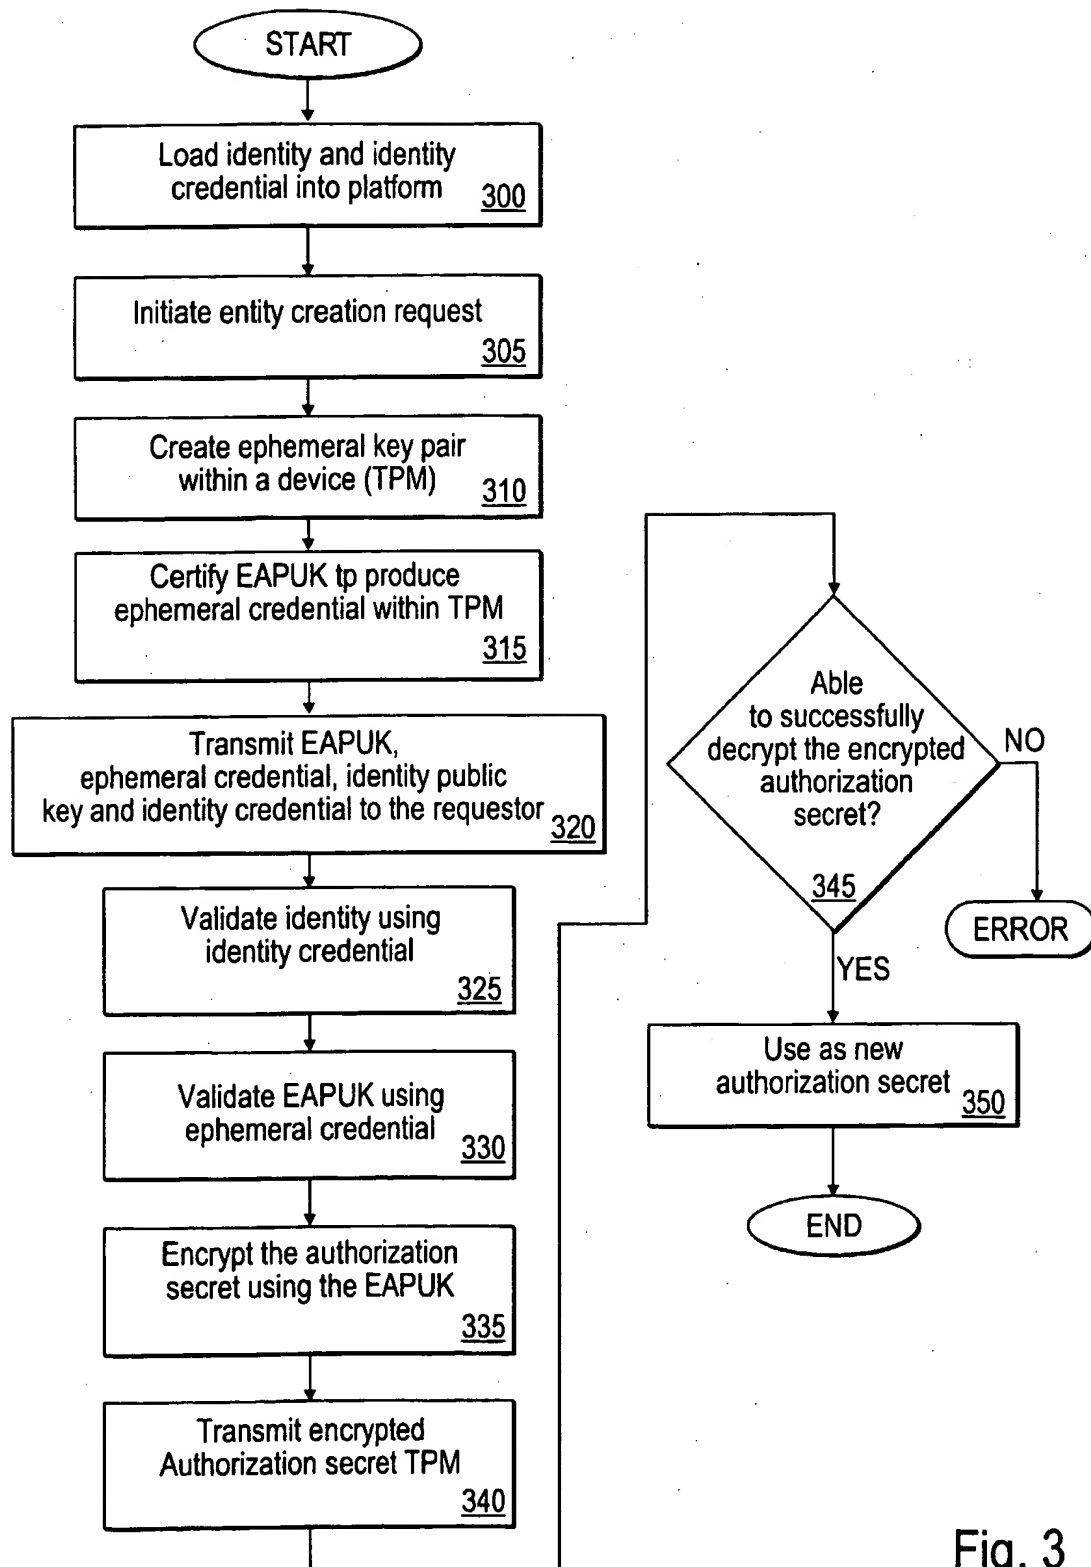 START
Load identity and identity
credential into platform
300
Initiate entity creation request
305
Create ephemeral key pair
within a device (TPM)
310
Certify EAPUK tp produce
ephemeral credential within TPM
315
Transmit EAPUK,
ephemeral credential, identity public
key and identity credential to the requestor
320
Validate identity using
identity credential
325
Validate EAPUK using
ephemeral credential
330
Encrypt the authorization
secret using the EAPUK
335
Transmit encrypted
Authorization secret TPM
340
Able
to successfully
decrypt the encrypted
authorization
secret?
345
NO
ERROR
YES
Use as new
authorization secret
350
END
Fig. 3